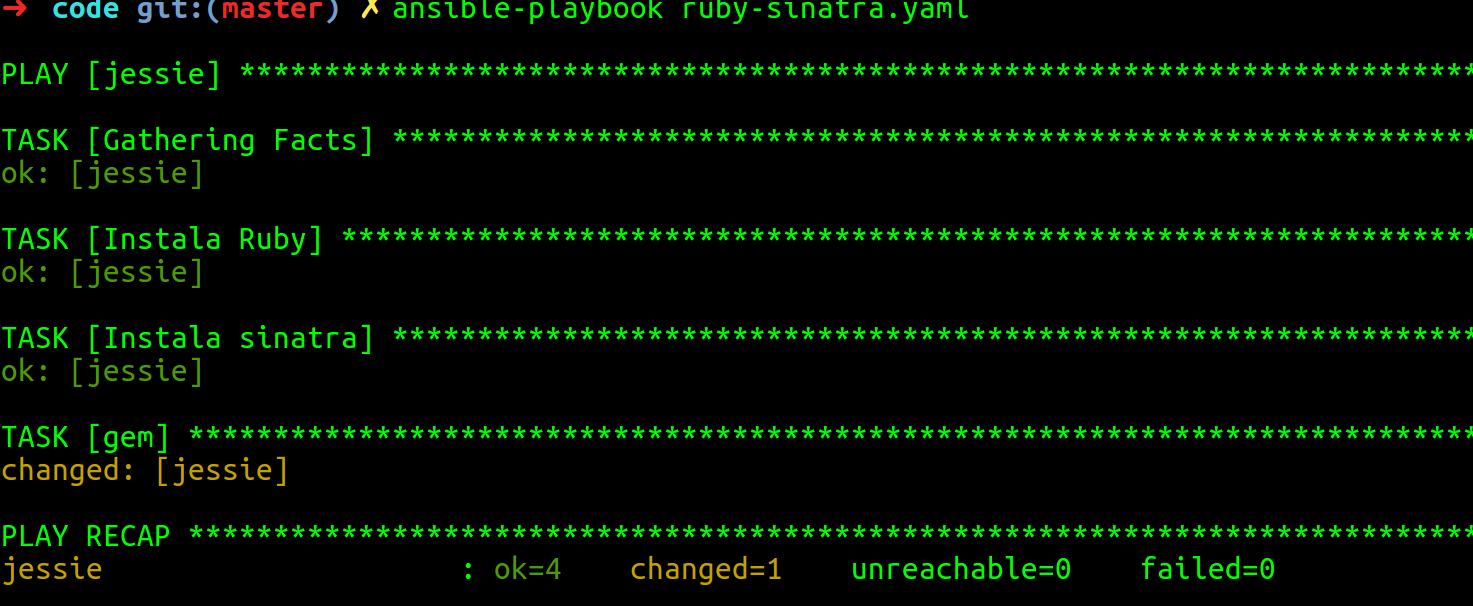 ➜ code git:(master) ✗ ansible-playbook ruby-sinatra.yaml
PLAY [jessie] *************************************************************************
TASK [Gathering Facts] ****************************************************************
ok: [jessie]
TASK [Instala Ruby] *******************************************************************
ok: [jessie]
TASK [Instala sinatra] ****************************************************************
ok: [jessie]
TASK [gem] ****************************************************************************
changed: [jessie]
PLAY RECAP ****************************************************************************
jessie : ok=4 changed=1 unreachable=0 failed=0